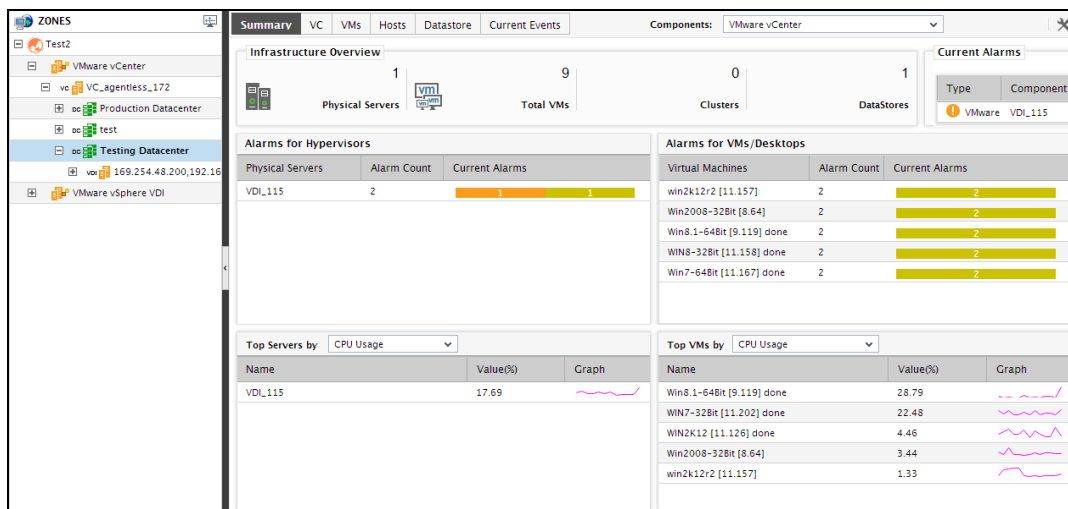 ZONES
Test2
VMware vCenter
VC VC_agentless_172
DC Production Datacenter
DC test
DC Testing Datacenter
VDI 169.254.48.200,192.16
VMware vSphere VDI
Summary VC VMs Hosts Datastore Current Events Components: VMware vCenter
Infrastructure Overview
1 Physical Servers
vm
vm vm
9 Total VMs
0 Clusters
1 DataStores
Current Alarms
Type Component
VMware VDI_115
Alarms for Hypervisors
Physical Servers Alarm Count Current Alarms
VDI_115 2 1 1
Alarms for VMs/Desktops
Virtual Machines Alarm Count Current Alarms
win2k12r2 [11.157] 2 2
Win2008-32Bit [8.64] 2 2
Win8.1-64Bit [9.119] done 2 2
WIN8-32Bit [11.158] done 2 2
Win7-64Bit [11.167] done 2 2
Top Servers by CPU Usage
Name Value(%) Graph
VDI_115 17.69
Top VMs by CPU Usage
Name Value(%) Graph
Win8.1-64Bit [9.119] done 28.79
WIN7-32Bit [11.202] done 22.48
WIN2K12 [11.126] done 4.46
Win2008-32Bit [8.64] 3.44
win2k12r2 [11.157] 1.33